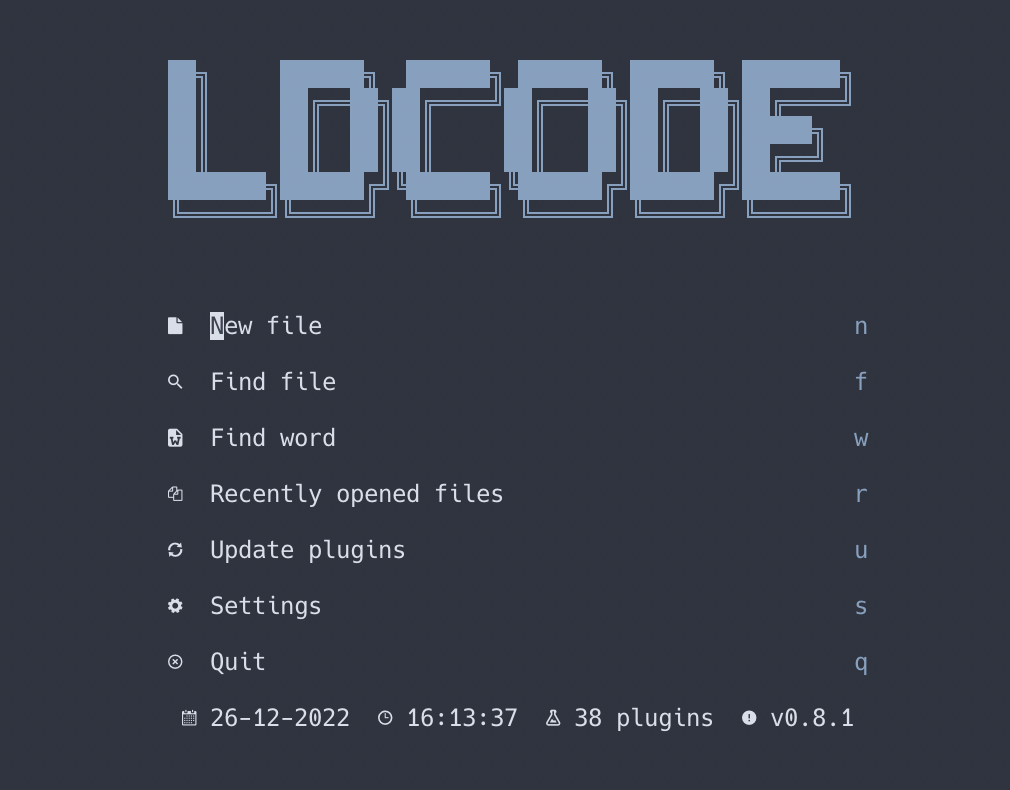 LDCODE
New file n
Find file f
Find word w
Recently opened files r
Update plugins u
Settings s
Quit q
26-12-2022 16:13:37 38 plugins v0.8.1